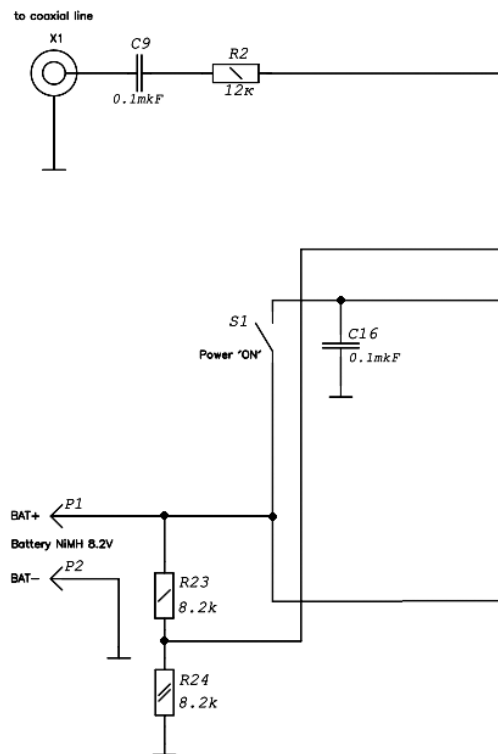 to coaxial line
X1
C9
0.1mkF
R2
12к
S1
Power "ON"
C16
0.1mkF
BAT+
P1
Battery NiMH 8.2V
BAT–
P2
R23
8.2k
R24
8.2k